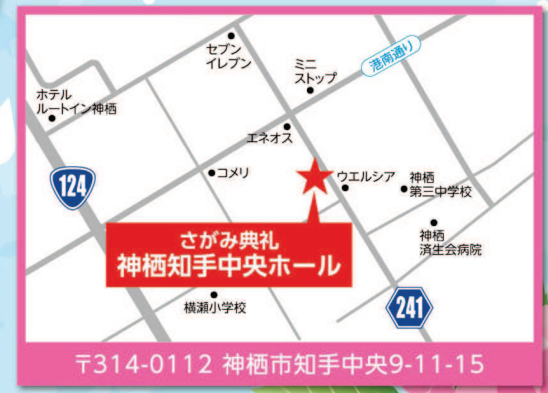 セブン
イレブン
ミニ
ストップ
港南通り
ホテル
ルートイン神栖
エネオス
124
コメリ
ウエルシア
神栖
第三中学校
さがみ典礼
神栖知手中央ホール
神栖
済生会病院
横瀬小学校
241
〒314-0112 神栖市知手中央9-11-15